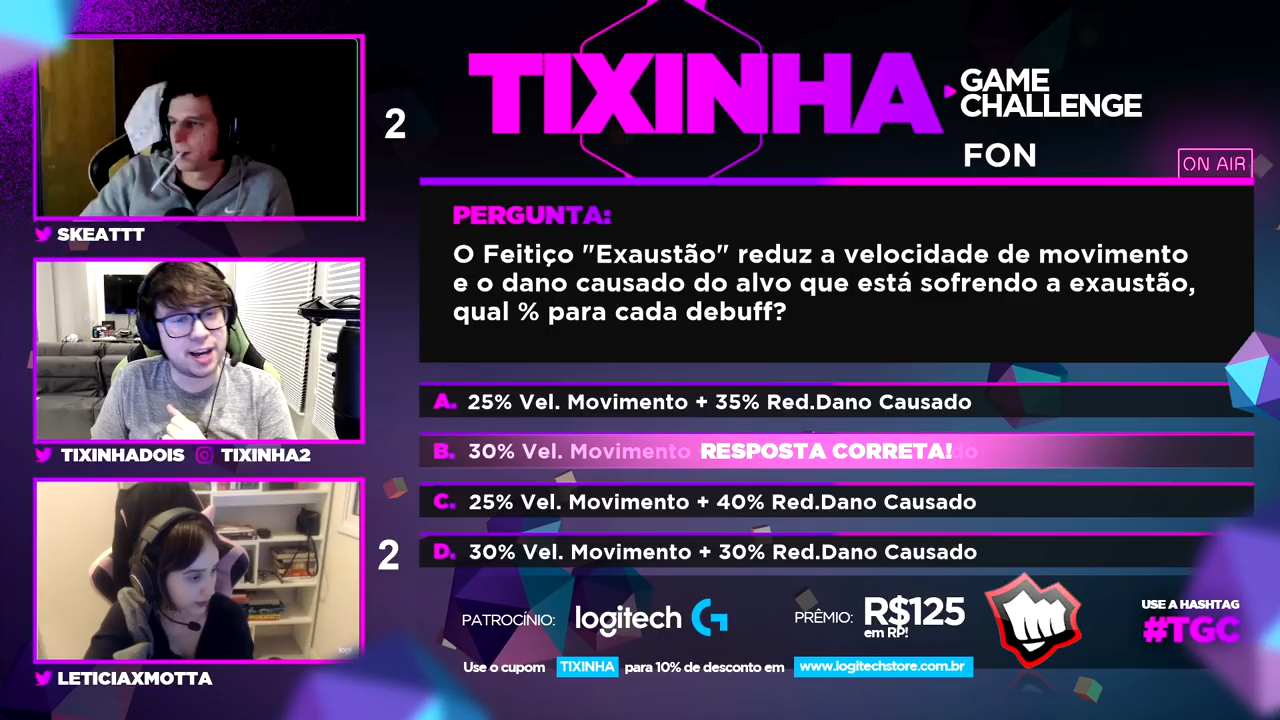 TIXINHA
GAME
CHALLENGE
FON
ON AIR
2
SKEATTT
PERGUNTA:
O Feitiço "Exaustão" reduz a velocidade de movimento
e o dano causado do alvo que está sofrendo a exaustão,
qual % para cada debuff?
A. 25% Vel. Movimento + 35% Red.Dano Causado
B. 30% Vel. Movimento RESPOSTA CORRETA!do
C. 25% Vel. Movimento + 40% Red.Dano Causado
D. 30% Vel. Movimento + 30% Red.Dano Causado
TIXINHADOIS TIXINHA2
2
LETICIAXMOTTA
PATROCÍNIO: logitech G
PRÊMIO: R$125
em RP!
USE A HASHTAG
#TGC
Use o cupom TIXINHA para 10% de desconto em www.logitechstore.com.br